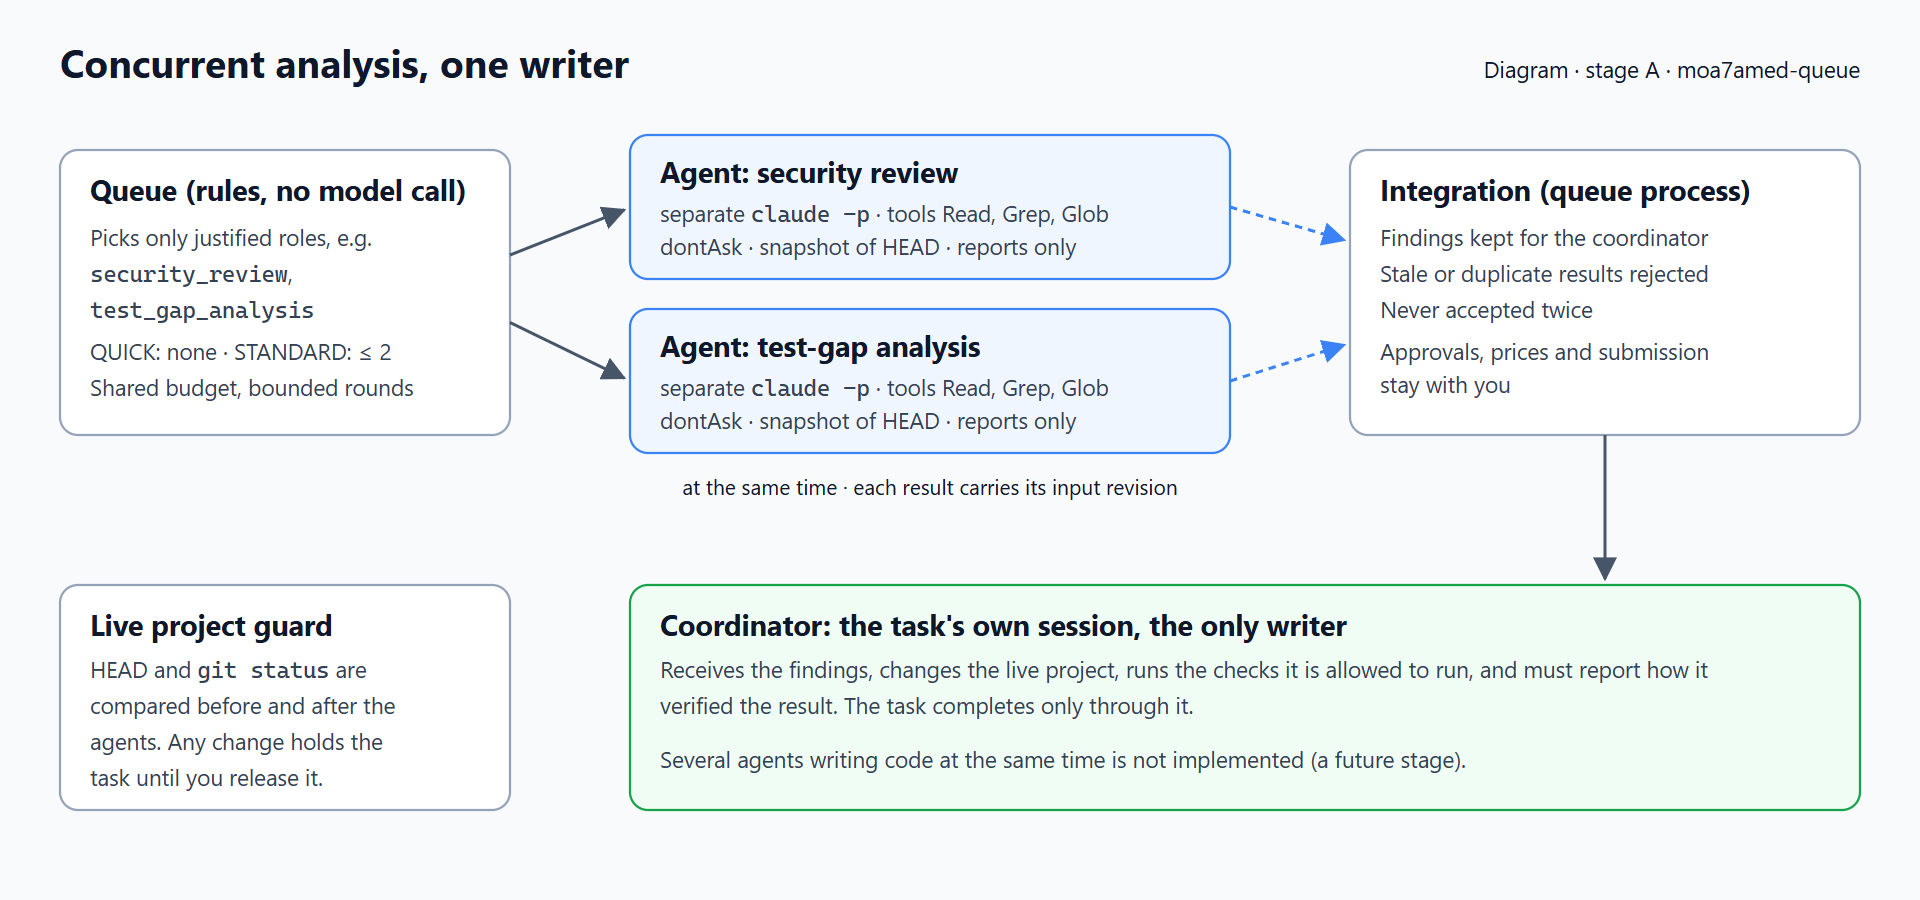 Concurrent analysis, one writer
Diagram · stage A · moa7amed-queue
Queue (rules, no model call)
Picks only justified roles, e.g.
security_review,
test_gap_analysis
QUICK: none · STANDARD: ≤ 2
Shared budget, bounded rounds
Agent: security review
separate claude -p · tools Read, Grep, Glob
dontAsk · snapshot of HEAD · reports only
Agent: test-gap analysis
separate claude -p · tools Read, Grep, Glob
dontAsk · snapshot of HEAD · reports only
at the same time · each result carries its input revision
Integration (queue process)
Findings kept for the coordinator
Stale or duplicate results rejected
Never accepted twice
Approvals, prices and submission
stay with you
Live project guard
HEAD and git status are
compared before and after the
agents. Any change holds the
task until you release it.
Coordinator: the task's own session, the only writer
Receives the findings, changes the live project, runs the checks it is allowed to run, and must report how it
verified the result. The task completes only through it.
Several agents writing code at the same time is not implemented (a future stage).